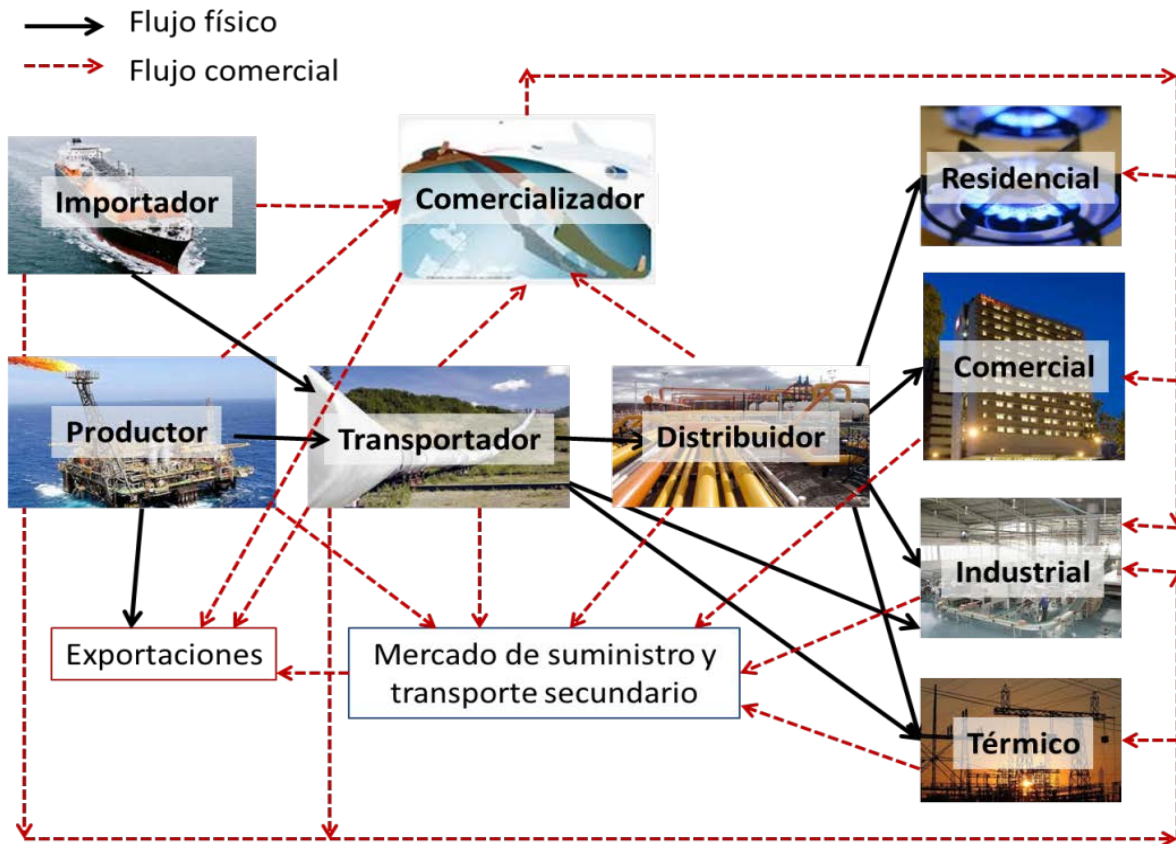 Flujo físico
Flujo comercial
Importador
Comercializador
Residencial
Productor
Transportador
Distribuidor
Comercial
Industrial
Exportaciones
Mercado de suministro y
transporte secundario
Térmico